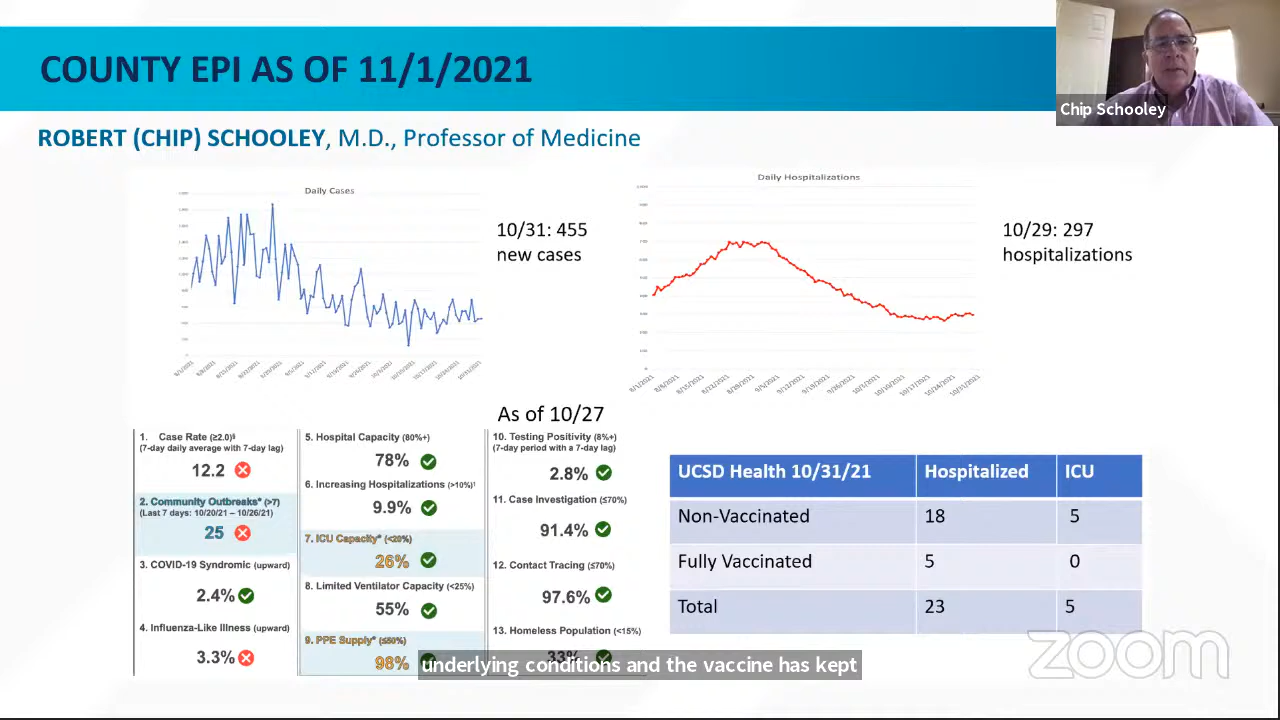 COUNTY EPI AS OF 11/1/2021
Chip Schooley
ROBERT (CHIP) SCHOOLEY, M.D., Professor of Medicine
Daily Cases
10/31: 455
new cases
Daily Hospitalizations
10/29: 297
hospitalizations
As of 10/27
1. Case Rate (≥2.0)§
(7-day daily average with 7-day lag)
12.2
2. Community Outbreaks* (>7)
(Last 7 days: 10/20/21 – 10/26/21)
25
3. COVID-19 Syndromic (upward)
2.4%
4. Influenza-Like Illness (upward)
3.3%
5. Hospital Capacity (80%+)
78%
6. Increasing Hospitalizations (>10%)†
9.9%
7. ICU Capacity* (<20%)
26%
8. Limited Ventilator Capacity (<25%)
55%
9. PPE Supply* (≤50%)
98%
10. Testing Positivity (8%+)
(7-day period with a 7-day lag)
2.8%
11. Case Investigation (≤70%)
91.4%
12. Contact Tracing (≤70%)
97.6%
13. Homeless Population (<15%)
33%
UCSD Health 10/31/21 Hospitalized ICU
Non-Vaccinated 18 5
Fully Vaccinated 5 0
Total 23 5
underlying conditions and the vaccine has kept
zoom